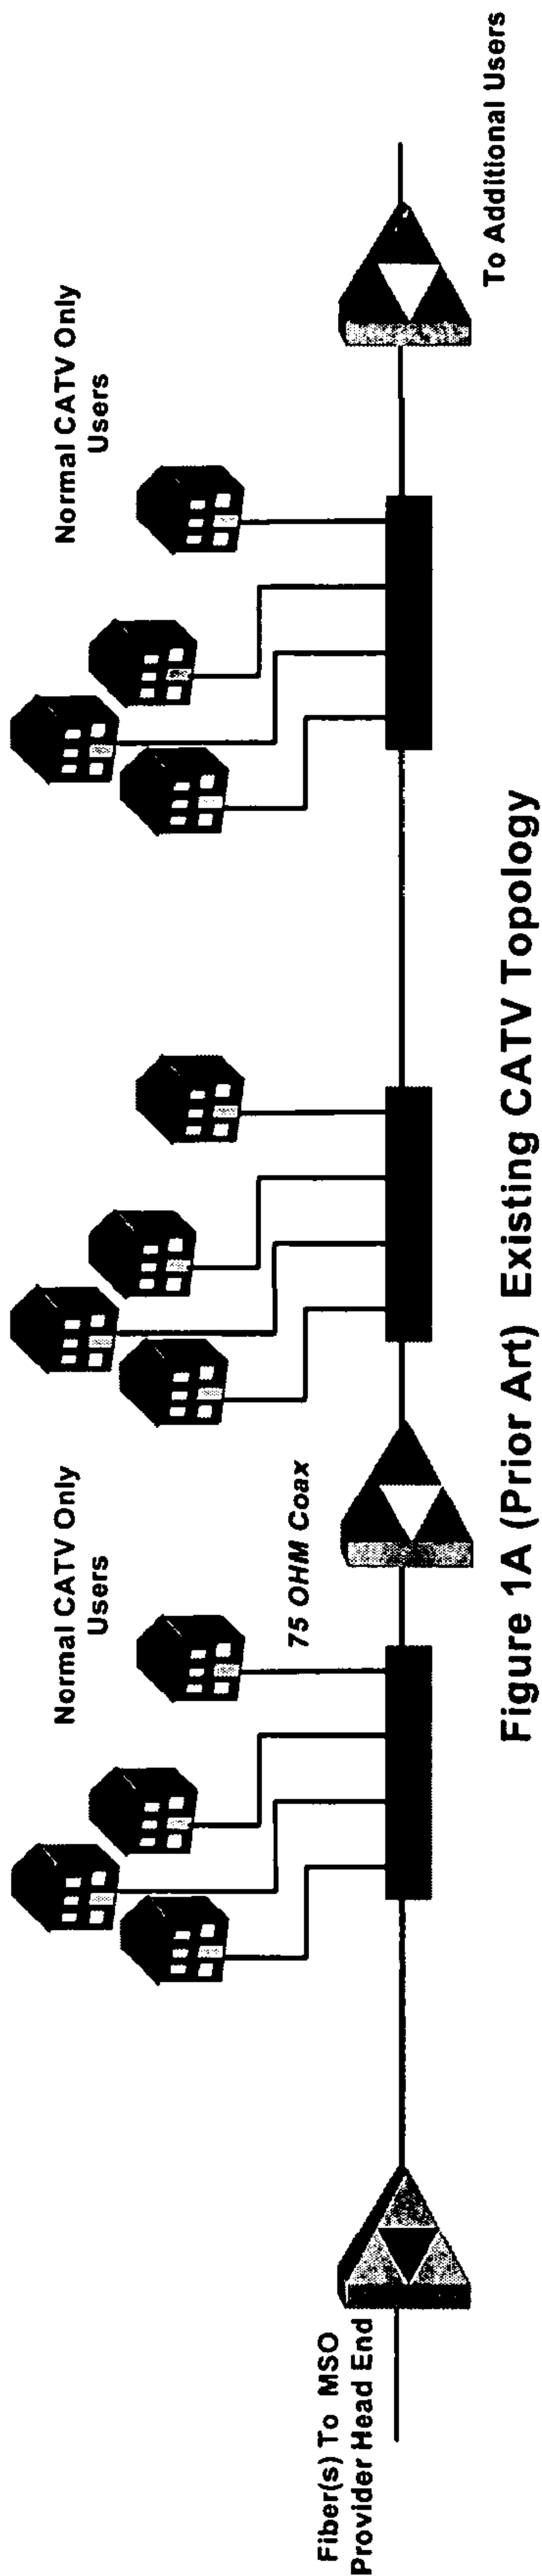 Fiber(s) To MSO
Provider Head End
Normal CATV Only
Users
75 OHM Coax
Normal CATV Only
Users
To Additional Users
Figure 1A (Prior Art) Existing CATV Topology